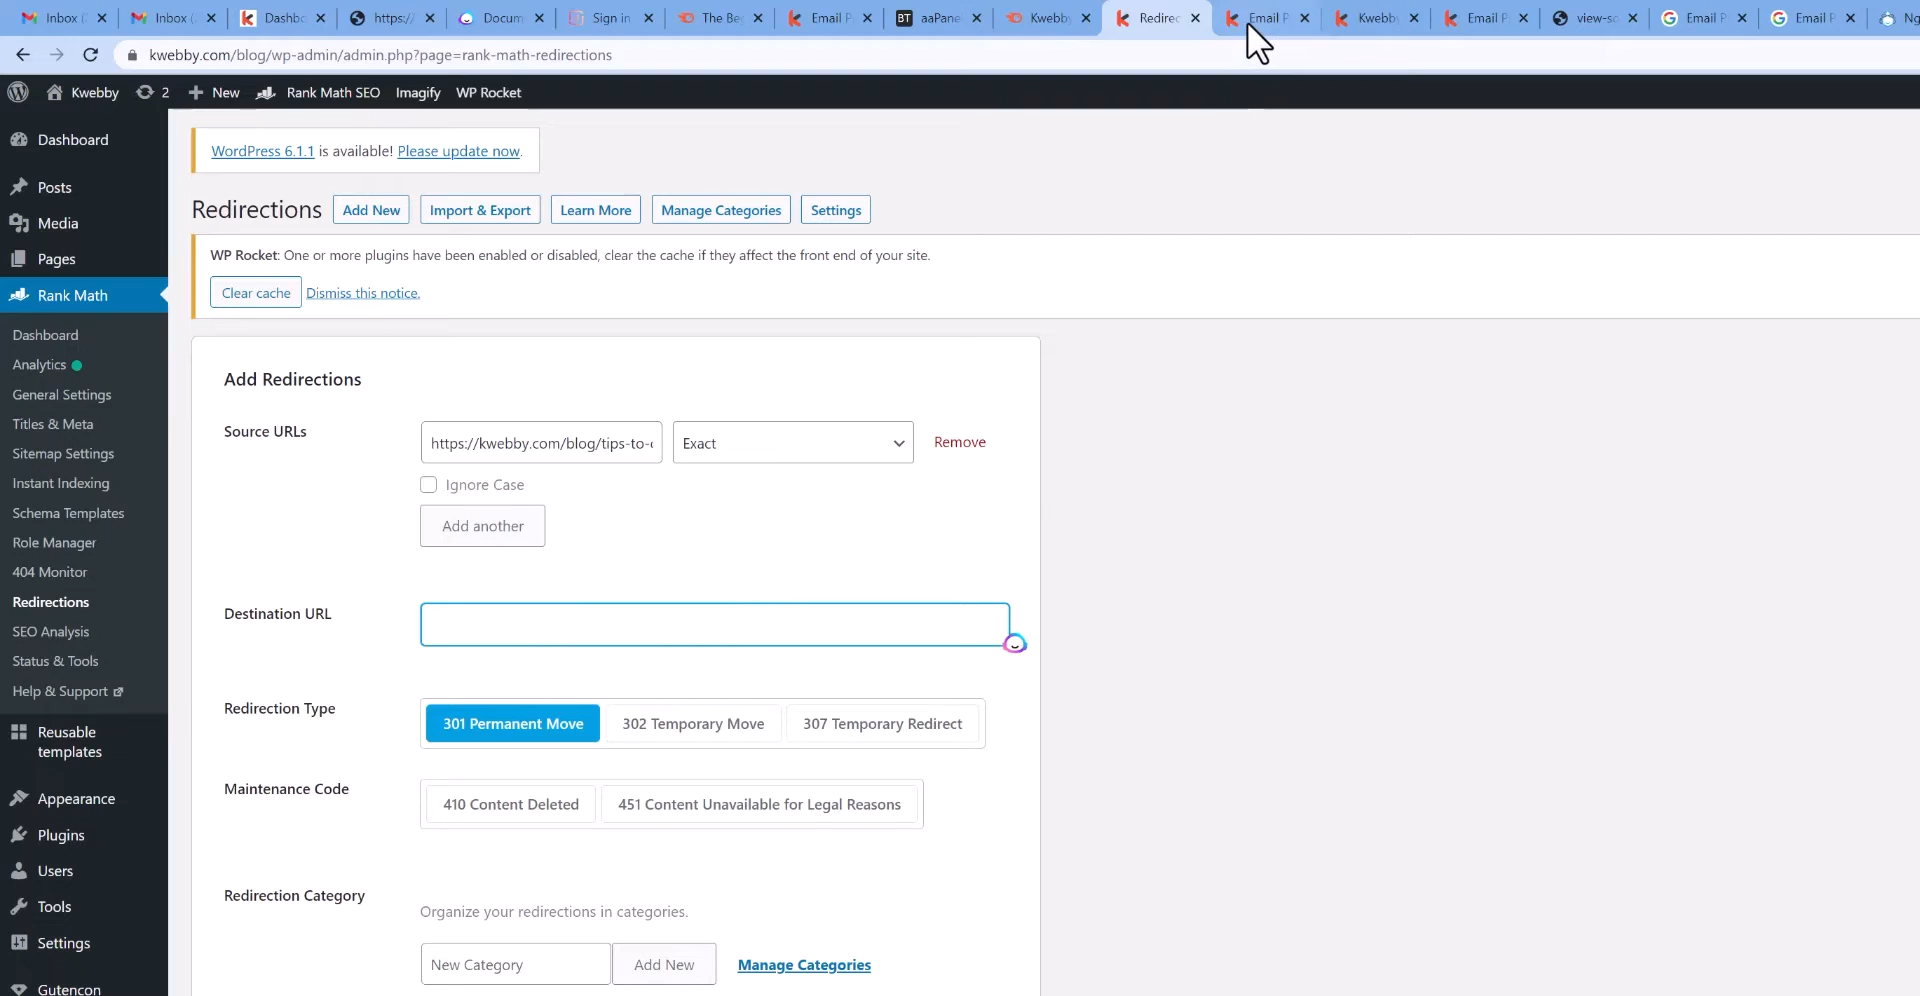 Inbox (
Inbox (
Dashbo
https:/
Docum
Sign in
The Be
Email P
BT aaPane
Kwebby
Redirec
Email P
Kwebby
Email P
view-so
Email P
Email P
Ng
kwebby.com/blog/wp-admin/admin.php?page=rank-math-redirections
Kwebby 2 New Rank Math SEO Imagify WP Rocket
Dashboard
Posts
Media
Pages
Rank Math
Dashboard
Analytics
General Settings
Titles & Meta
Sitemap Settings
Instant Indexing
Schema Templates
Role Manager
404 Monitor
Redirections
SEO Analysis
Status & Tools
Help & Support
Reusable
templates
Appearance
Plugins
Users
Tools
Settings
Gutencon
WordPress 6.1.1 is available! Please update now.
Redirections Add New Import & Export Learn More Manage Categories Settings
WP Rocket: One or more plugins have been enabled or disabled, clear the cache if they affect the front end of your site.
Clear cache Dismiss this notice.
Add Redirections
Source URLs https://kwebby.com/blog/tips-to- Exact Remove
Ignore Case
Add another
Destination URL
Redirection Type 301 Permanent Move 302 Temporary Move 307 Temporary Redirect
Maintenance Code 410 Content Deleted 451 Content Unavailable for Legal Reasons
Redirection Category
Organize your redirections in categories.
New Category Add New Manage Categories